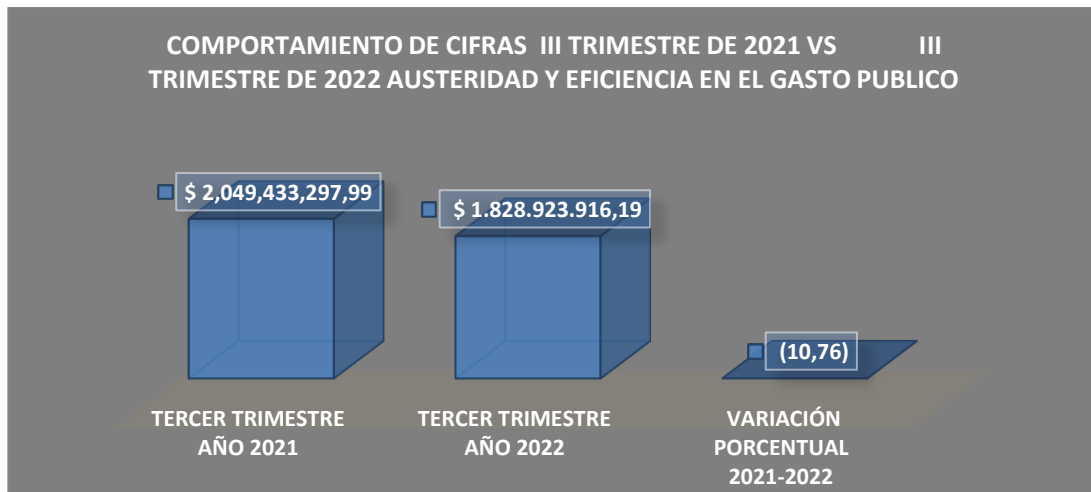 COMPORTAMIENTO DE CIFRAS III TRIMESTRE DE 2021 VS III
TRIMESTRE DE 2022 AUSTERIDAD Y EFICIENCIA EN EL GASTO PUBLICO
$ 2,049,433,297,99
$ 1.828.923.916,19
(10,76)
TERCER TRIMESTRE
AÑO 2021
TERCER TRIMESTRE
AÑO 2022
VARIACIÓN
PORCENTUAL
2021-2022